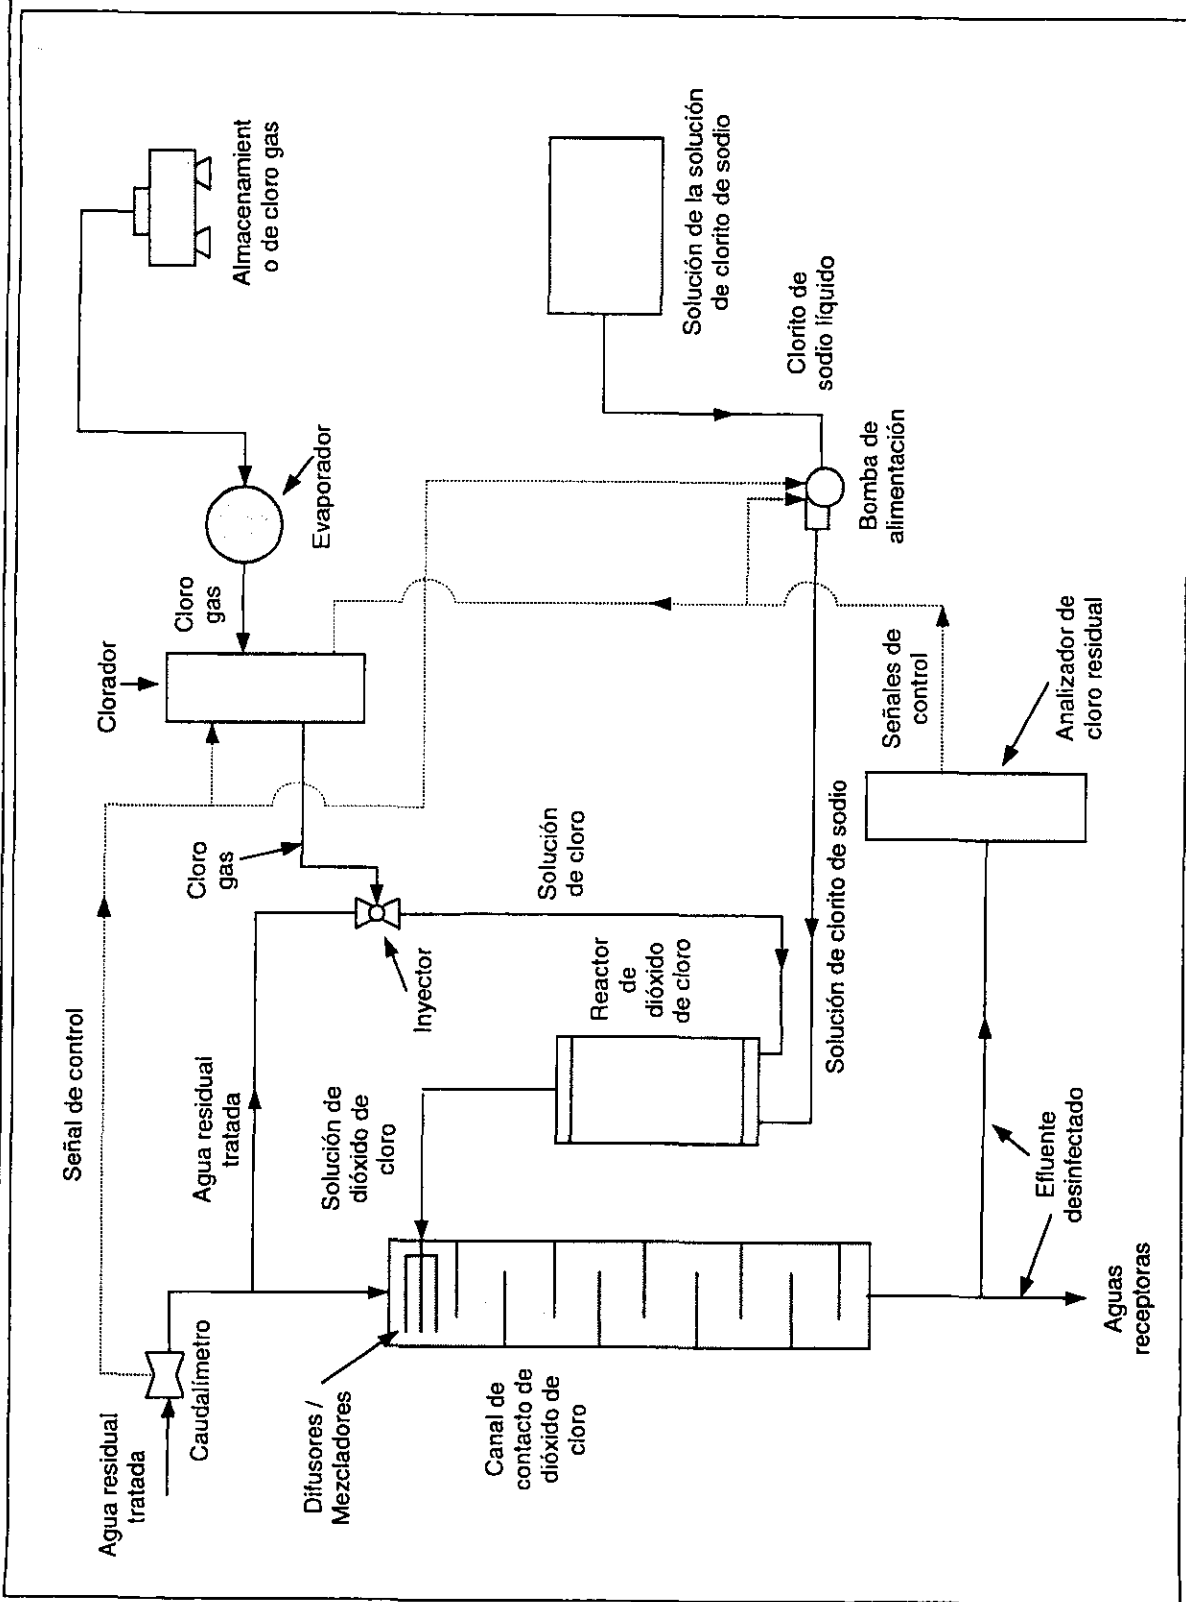 Agua residual
tratada
Caudalímetro
Señal de control
Difusores /
Mezcladores
Agua residual
tratada
Canal de
contacto de
dióxido de
cloro
Solución de
dióxido de
cloro
Inyector
Cloro
gas
Clorador
Cloro
gas
Evaporador
Almacenamient
o de cloro gas
Reactor
de
dióxido
de cloro
Solución
de cloro
Solución de la solución
de clorito de sodio
Clorito de
sodio líquido
Bomba de
alimentación
Solución de clorito de sodio
Señales de
control
Analizador de
cloro residual
Efluente
desinfectado
Aguas
receptoras